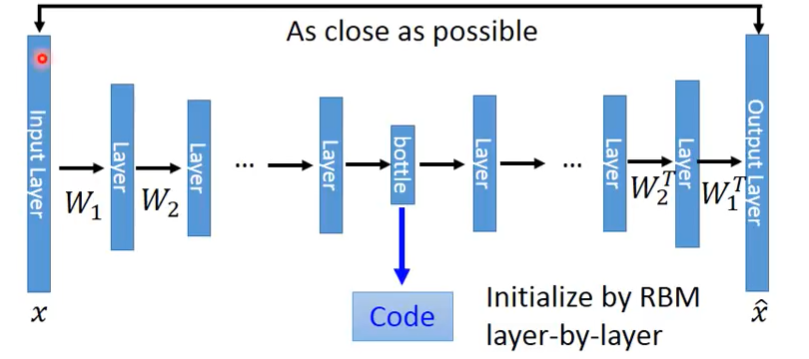 As close as possible
Input Layer
Layer
Layer
...
Layer
bottle
Layer
...
Layer
Layer
Output Layer
W₁
W₂
W₂ᵀ
W₁ᵀ
Code
Initialize by RBM
layer-by-layer
x
x̂